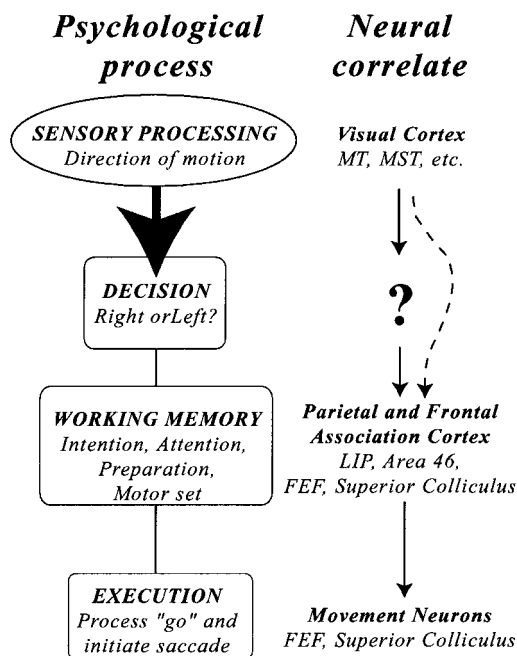 Psychological
process
SENSORY PROCESSING
Direction of motion
DECISION
Right orLeft?
WORKING MEMORY
Intention, Attention,
Preparation,
Motor set
EXECUTION
Process "go" and
initiate saccade
Neural
correlate
Visual Cortex
MT, MST, etc.
?
Parietal and Frontal
Association Cortex
LIP, Area 46,
FEF, Superior Colliculus
Movement Neurons
FEF, Superior Colliculus